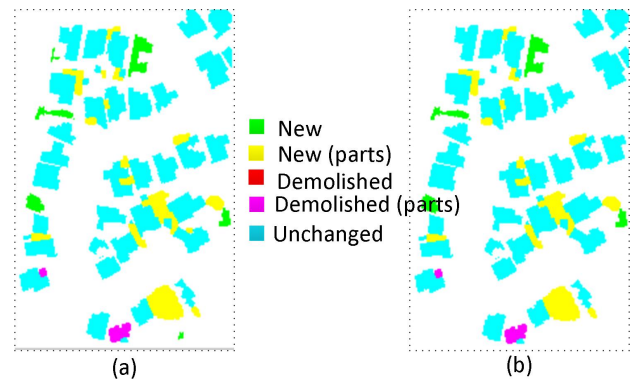 New
New (parts)
Demolished
Demolished (parts)
Unchanged
(a)
(b)